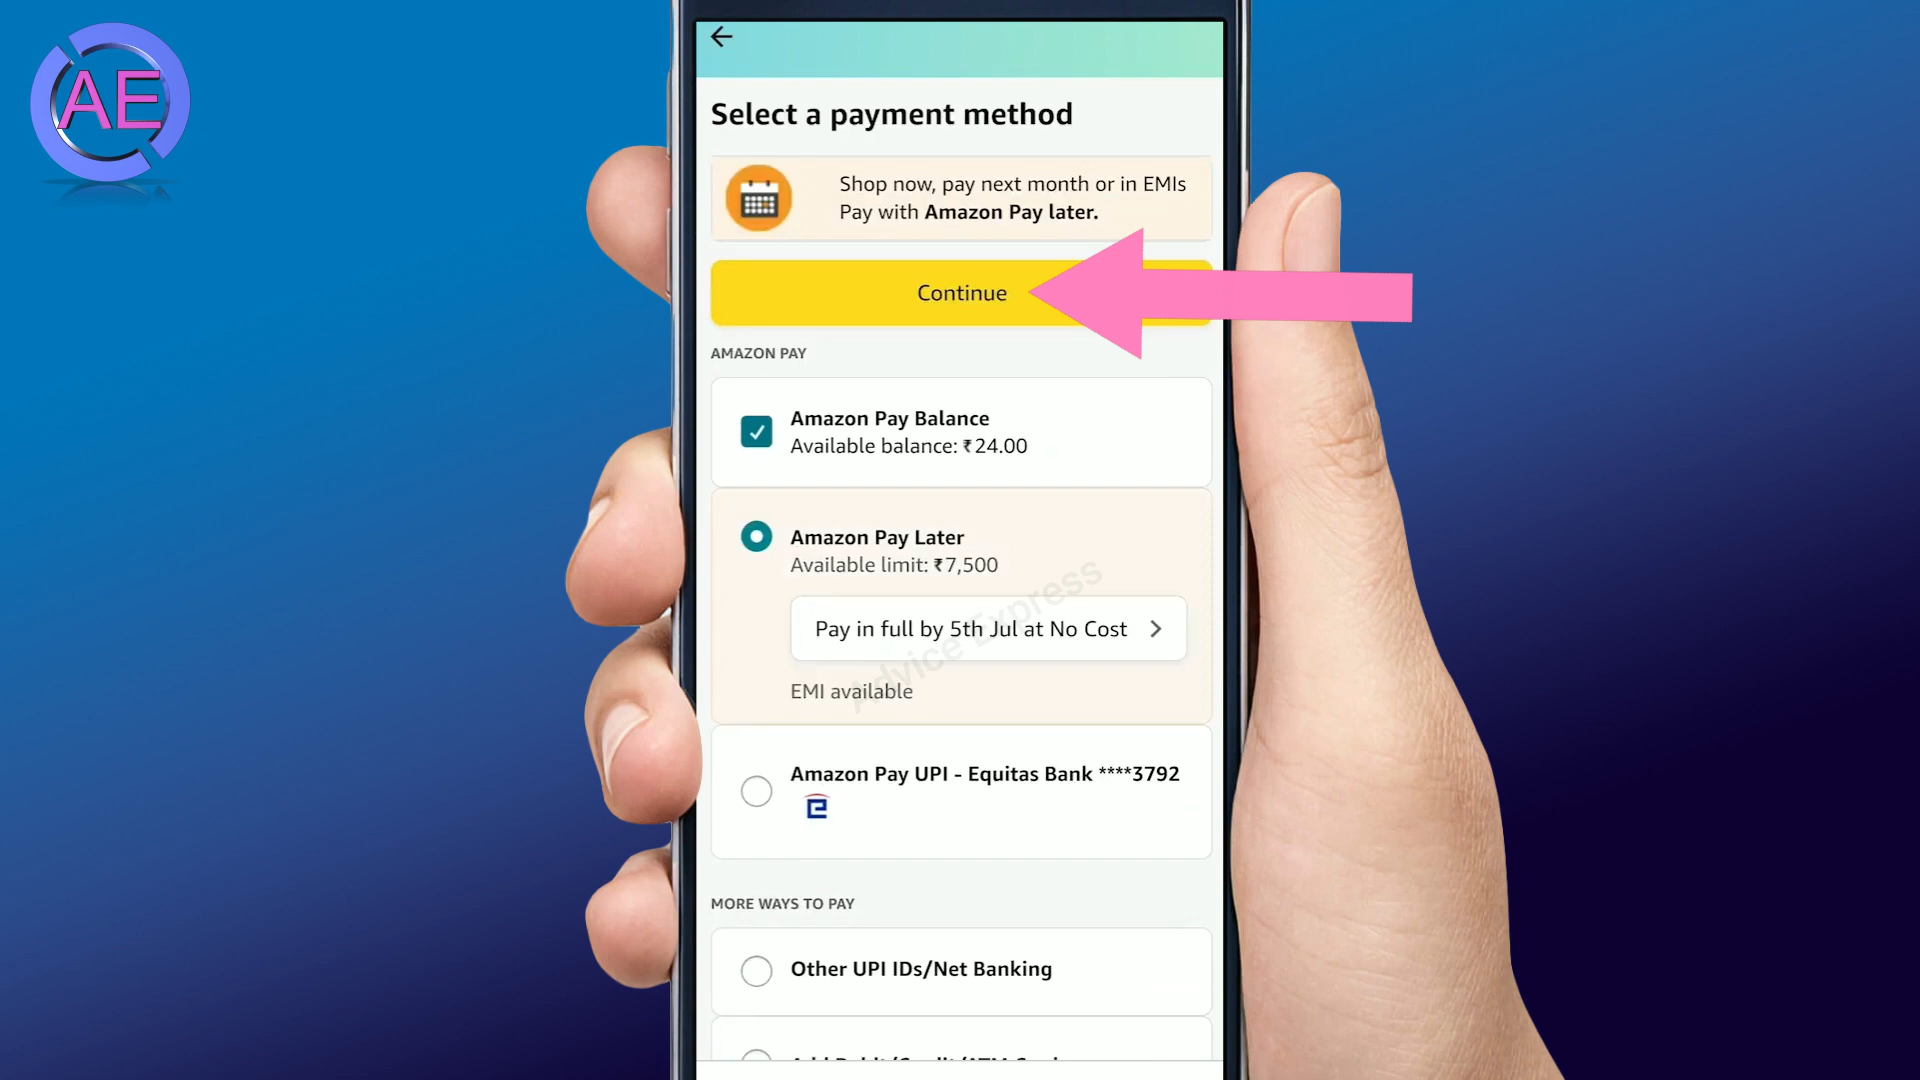 AE
Select a payment method
Shop now, pay next month or in EMIs
Pay with Amazon Pay later.
Continue
AMAZON PAY
Amazon Pay Balance
Available balance: ₹24.00
Amazon Pay Later
Available limit: ₹7,500
Pay in full by 5th Jul at No Cost
EMI available
Advice Express
Amazon Pay UPI - Equitas Bank ****3792
MORE WAYS TO PAY
Other UPI IDs/Net Banking